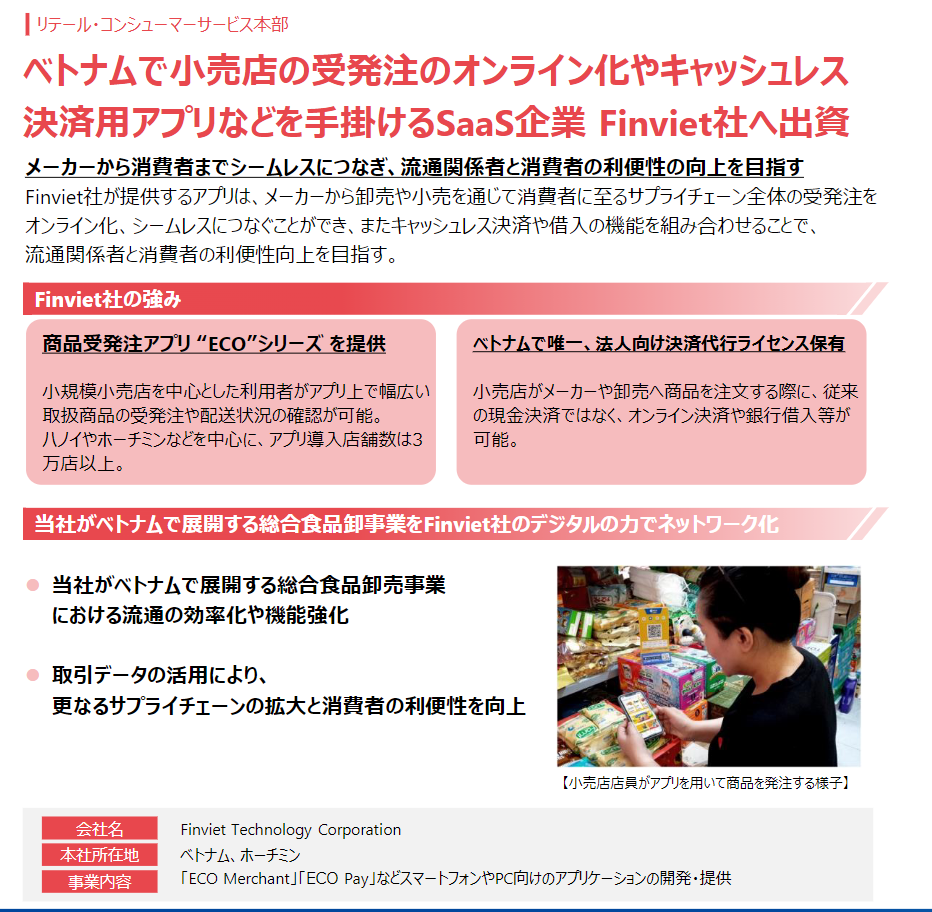 リテール・コンシューマーサービス本部
ベトナムで小売店の受発注のオンライン化やキャッシュレス
決済用アプリなどを手掛けるSaaS企業 Finviet社へ出資
メーカーから消費者までシームレスにつなぎ、流通関係者と消費者の利便性の向上を目指す
Finviet社が提供するアプリは、メーカーから卸売や小売を通じて消費者に至るサプライチェーン全体の受発注を
オンライン化、シームレスにつなぐことができ、またキャッシュレス決済や借入の機能を組み合わせることで、
流通関係者と消費者の利便性向上を目指す。
Finviet社の強み
商品受発注アプリ “ECO”シリーズ を提供
小規模小売店を中心とした利用者がアプリ上で幅広い
取扱商品の受発注や配送状況の確認が可能。
ハノイやホーチミンなどを中心に、アプリ導入店舗数は3
万店以上。
ベトナムで唯一、法人向け決済代行ライセンス保有
小売店がメーカーや卸売へ商品を注文する際に、従来
の現金決済ではなく、オンライン決済や銀行借入等が
可能。
当社がベトナムで展開する総合食品卸事業をFinviet社のデジタルの力でネットワーク化
当社がベトナムで展開する総合食品卸売事業
における流通の効率化や機能強化
取引データの活用により、
更なるサプライチェーンの拡大と消費者の利便性を向上
【小売店店員がアプリを用いて商品を発注する様子】
会社名 Finviet Technology Corporation
本社所在地 ベトナム、ホーチミン
事業内容 「ECO Merchant」「ECO Pay」などスマートフォンやPC向けのアプリケーションの開発・提供